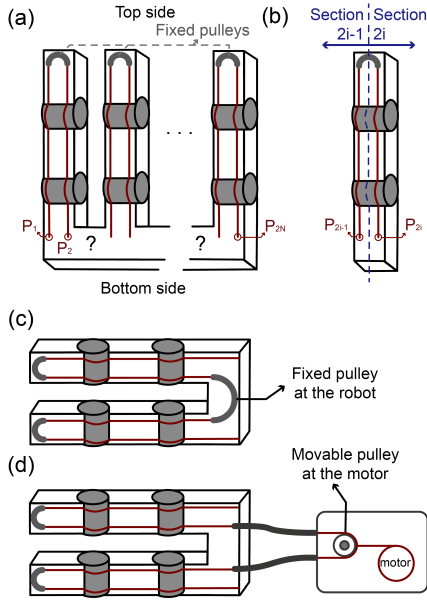 (a)
Top side
Fixed pulleys
. . .
P1
P2
?
?
P2N
Bottom side
(b)
Section
2i-1
Section
2i
P2i-1
P2i
(c)
Fixed pulley
at the robot
(d)
Movable pulley
at the motor
motor